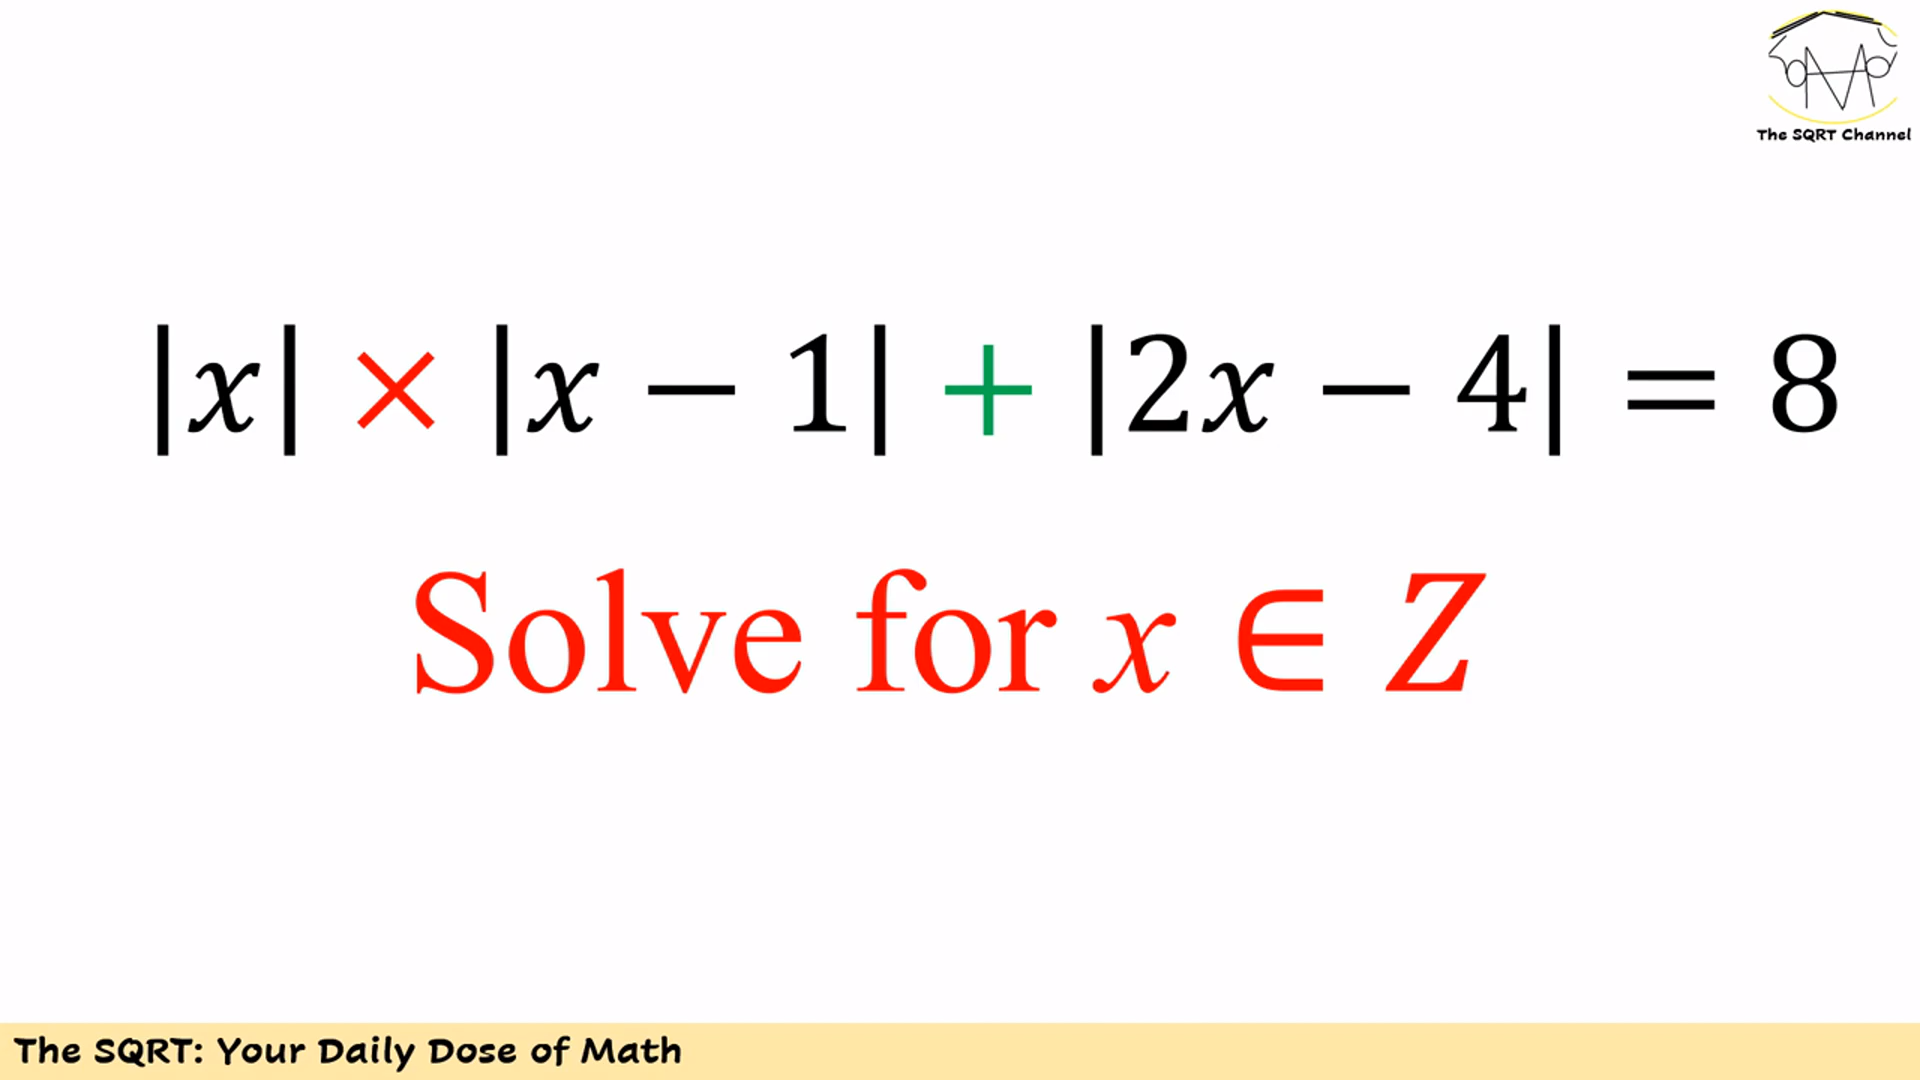 The SQRT Channel
|x| × |x − 1| + |2x − 4| = 8
Solve for x ∈ Z
The SQRT: Your Daily Dose of Math